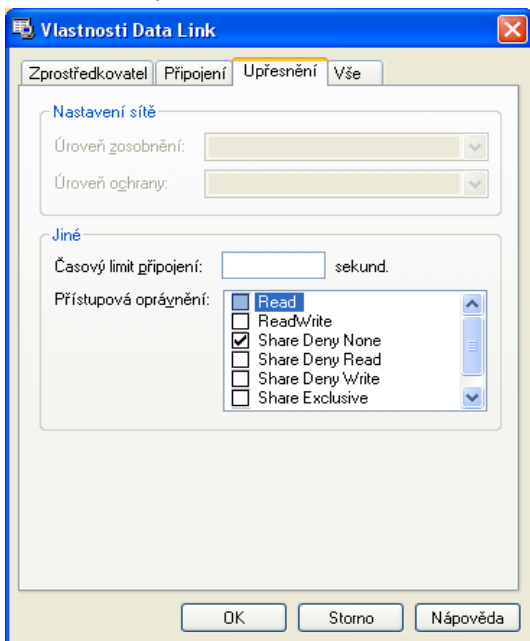 Vlastnosti Data Link
Zprostředkovatel Připojení Upřesnění Vše
Nastavení sítě
Úroveň zosobnění:
Úroveň ochrany:
Jiné
Časový limit připojení: sekund.
Přístupová oprávnění:
Read
ReadWrite
Share Deny None
Share Deny Read
Share Deny Write
Share Exclusive
OK Storno Nápověda